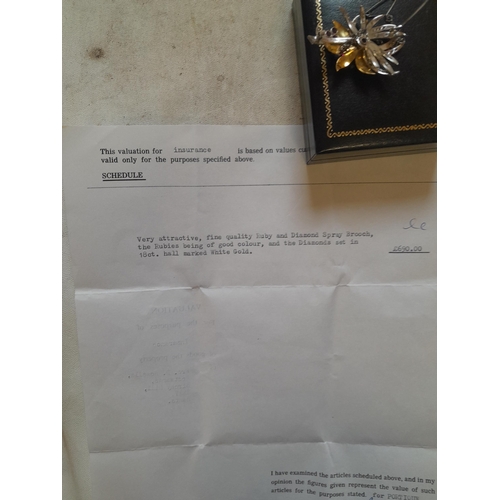 This valuation for insurance is based on values
valid only for the purposes specified above.
SCHEDULE
Very attractive, fine quality Ruby and Diamond Spray Brooch,
the Rubies being of good colour, and the Diamonds set in
18ct. hall marked White Gold.
£690.00
I have examined the articles scheduled above, and in my
opinion the figures given represent the value of such
articles for the purposes stated. for